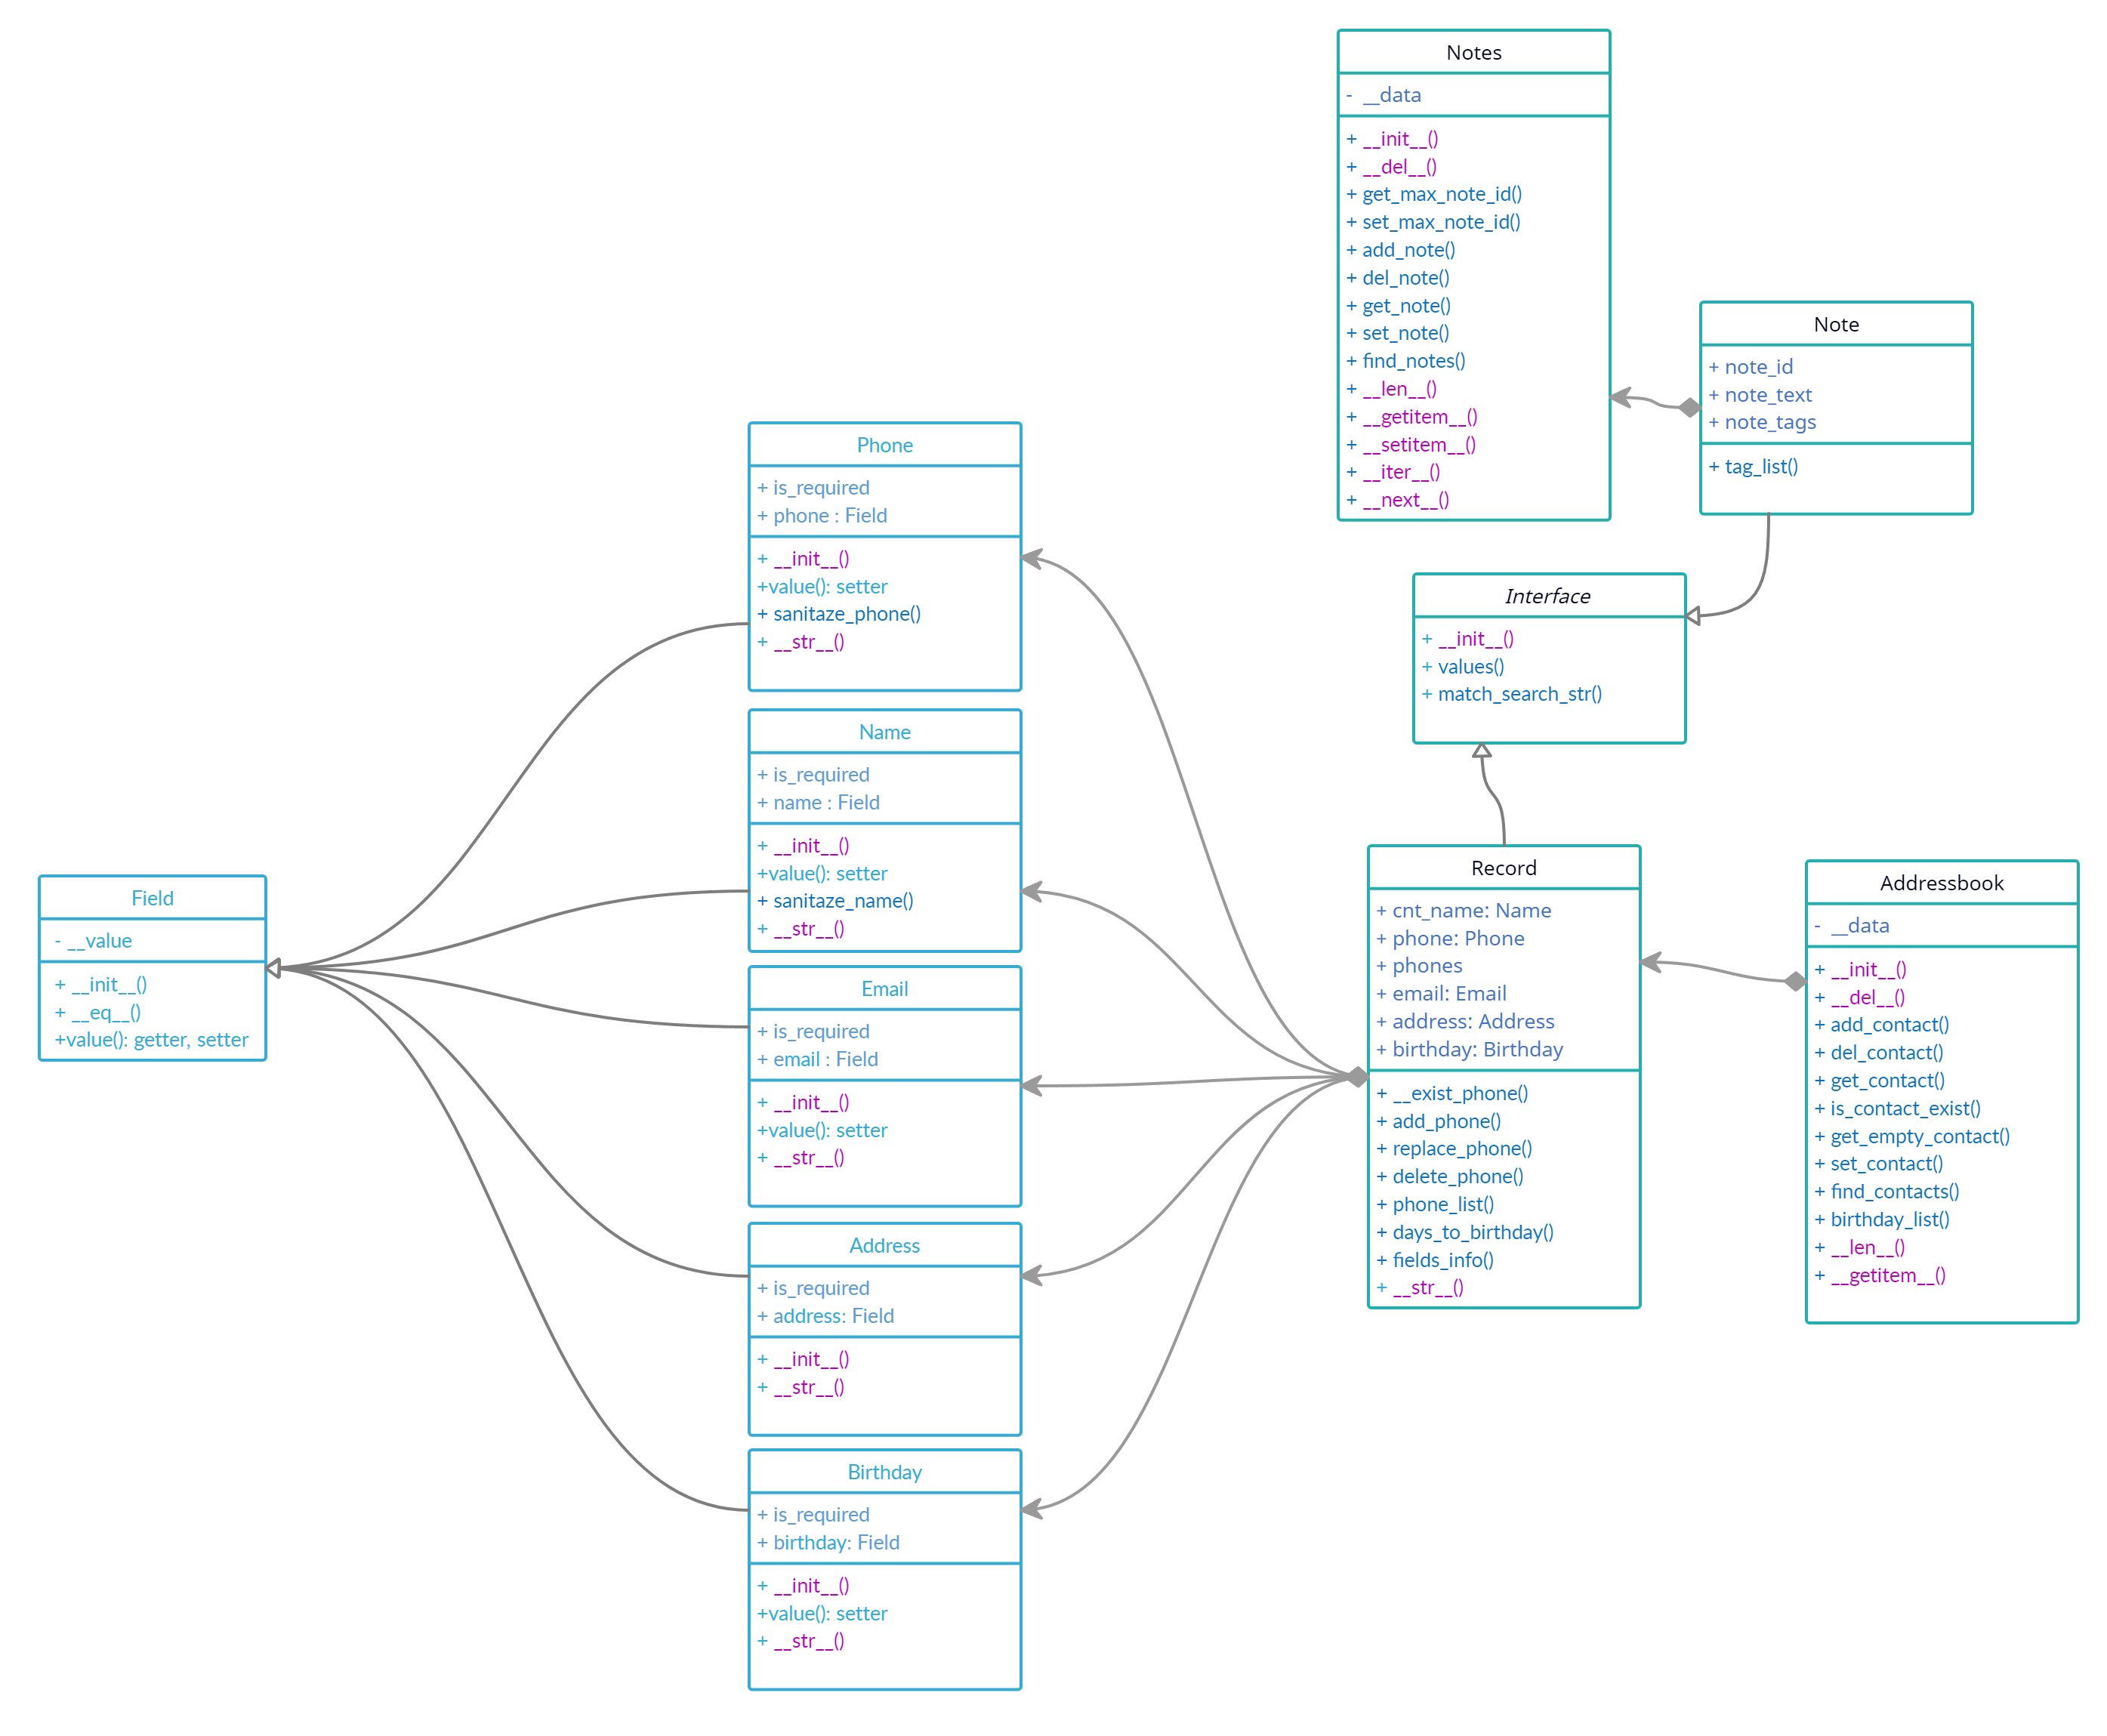 Notes
- __data
+ __init__()
+ __del__()
+ get_max_note_id()
+ set_max_note_id()
+ add_note()
+ del_note()
+ get_note()
+ set_note()
+ find_notes()
+ __len__()
+ __getitem__()
+ __setitem__()
+ __iter__()
+ __next__()
Note
+ note_id
+ note_text
+ note_tags
+ tag_list()
Phone
+ is_required
+ phone : Field
+ __init__()
+value(): setter
+ sanitaze_phone()
+ __str__()
Interface
+ __init__()
+ values()
+ match_search_str()
Name
+ is_required
+ name : Field
+ __init__()
+value(): setter
+ sanitaze_name()
+ __str__()
Field
- __value
+ __init__()
+ __eq__()
+value(): getter, setter
Email
+ is_required
+ email : Field
+ __init__()
+value(): setter
+ __str__()
Record
+ cnt_name: Name
+ phone: Phone
+ phones
+ email: Email
+ address: Address
+ birthday: Birthday
+ __exist_phone()
+ add_phone()
+ replace_phone()
+ delete_phone()
+ phone_list()
+ days_to_birthday()
+ fields_info()
+ __str__()
Addressbook
- __data
+ __init__()
+ __del__()
+ add_contact()
+ del_contact()
+ get_contact()
+ is_contact_exist()
+ get_empty_contact()
+ set_contact()
+ find_contacts()
+ birthday_list()
+ __len__()
+ __getitem__()
Address
+ is_required
+ address: Field
+ __init__()
+ __str__()
Birthday
+ is_required
+ birthday: Field
+ __init__()
+value(): setter
+ __str__()